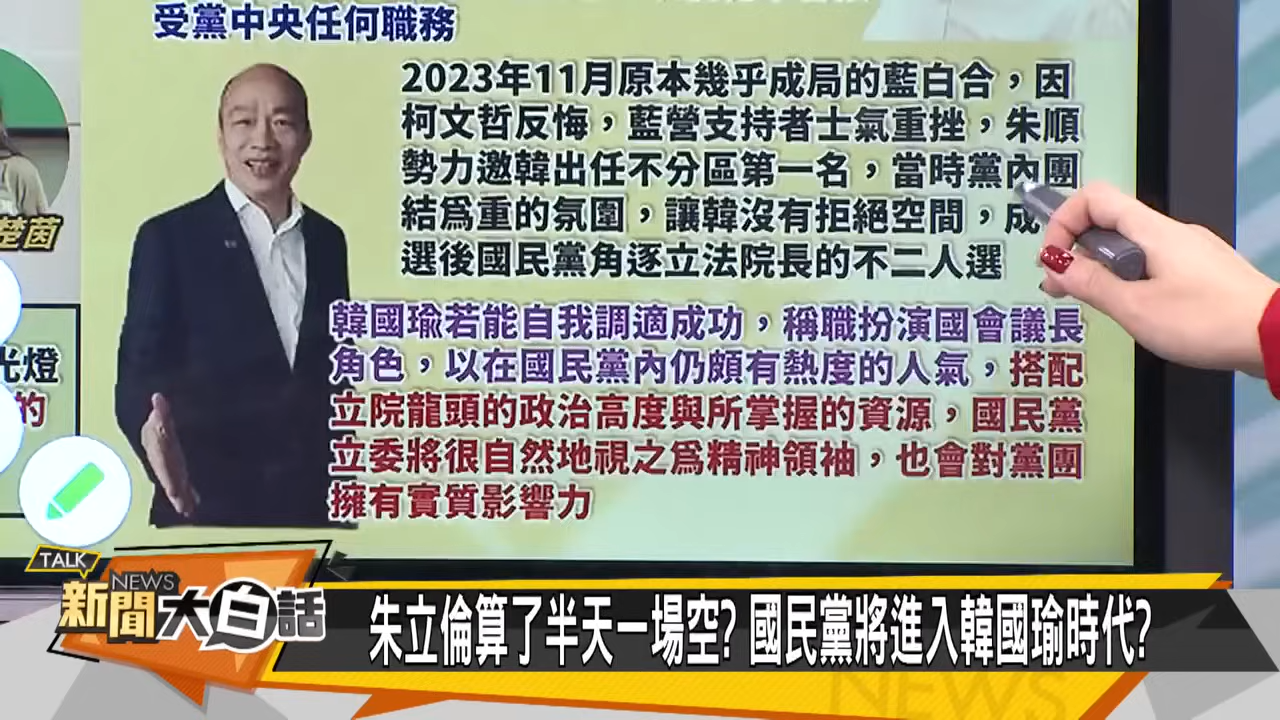 受黨中央任何職務
2023年11月原本幾乎成局的藍白合，因
柯文哲反悔，藍營支持者士氣重挫，朱順
勢力邀韓出任不分區第一名，當時黨內團
結為重的氛圍，讓韓沒有拒絕空間，成
選後國民黨角逐立法院長的不二人選
韓國瑜若能自我調適成功，稱職扮演國會議長
角色，以在國民黨內仍頗有熱度的人氣，搭配
立院龍頭的政治高度與所掌握的資源，國民黨
立委將很自然地視之為精神領袖，也會對黨團
擁有實質影響力
楚茵
光燈
的
TALK
NEWS
新聞大白話
朱立倫算了半天一場空? 國民黨將進入韓國瑜時代?
NEWS